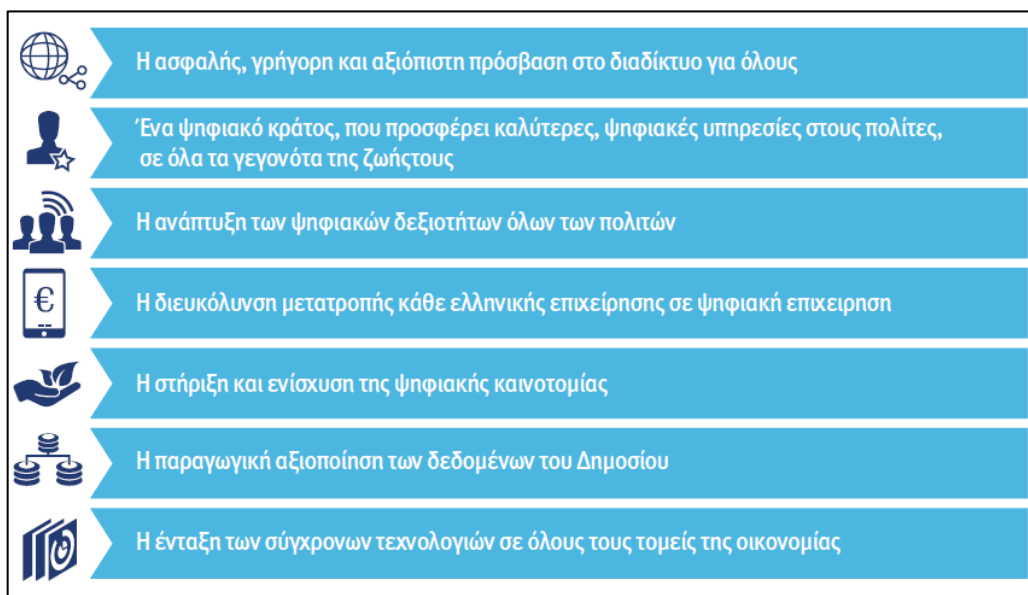 Η ασφαλής, γρήγορη και αξιόπιστη πρόσβαση στο διαδίκτυο για όλους
Ένα ψηφιακό κράτος, που προσφέρει καλύτερες, ψηφιακές υπηρεσίες στους πολίτες,
σε όλα τα γεγονότα της ζωήςτους
Η ανάπτυξη των ψηφιακών δεξιοτήτων όλων των πολιτών
€
Η διευκόλυνση μετατροπής κάθε ελληνικής επιχείρησης σε ψηφιακή επιχειρηση
Η στήριξη και ενίσχυση της ψηφιακής καινοτομίας
Η παραγωγική αξιοποίηση των δεδομένων του Δημοσίου
Η ένταξη των σύγχρονων τεχνολογιών σε όλους τους τομείς της οικονομίας